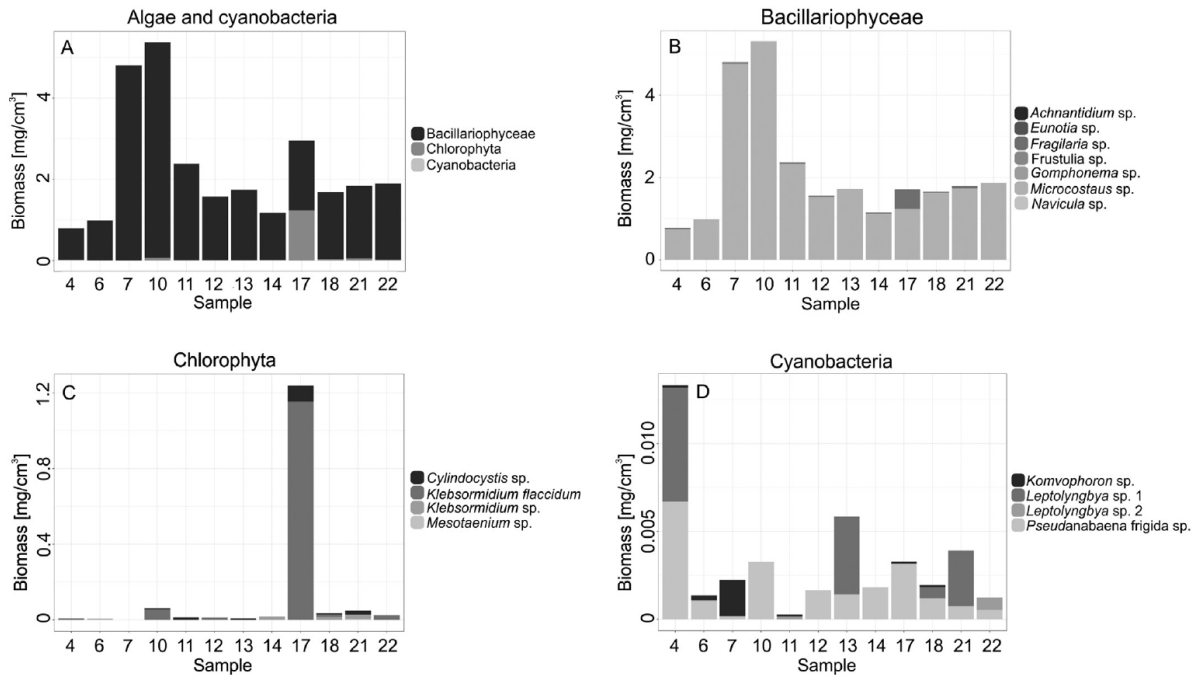 Algae and cyanobacteria
A
Biomass [mg/cm³]
4
2
0
4 6 7 10 11 12 13 14 17 18 21 22
Sample
Bacillariophyceae
Chlorophyta
Cyanobacteria
Bacillariophyceae
B
Biomass [mg/cm³]
4
2
0
4 6 7 10 11 12 13 14 17 18 21 22
Sample
Achnantidium sp.
Eunotia sp.
Fragilaria sp.
Frustulia sp.
Gomphonema sp.
Microcostaus sp.
Navicula sp.
Chlorophyta
C
Biomass [mg/cm³]
1.2
0.8
0.4
0
4 6 7 10 11 12 13 14 17 18 21 22
Sample
Cylindocystis sp.
Klebsormidium flaccidum
Klebsormidium sp.
Mesotaenium sp.
Cyanobacteria
D
Biomass [mg/cm³]
0.010
0.005
0
4 6 7 10 11 12 13 14 17 18 21 22
Sample
Komvophoron sp.
Leptolyngbya sp. 1
Leptolyngbya sp. 2
Pseudanabaena frigida sp.